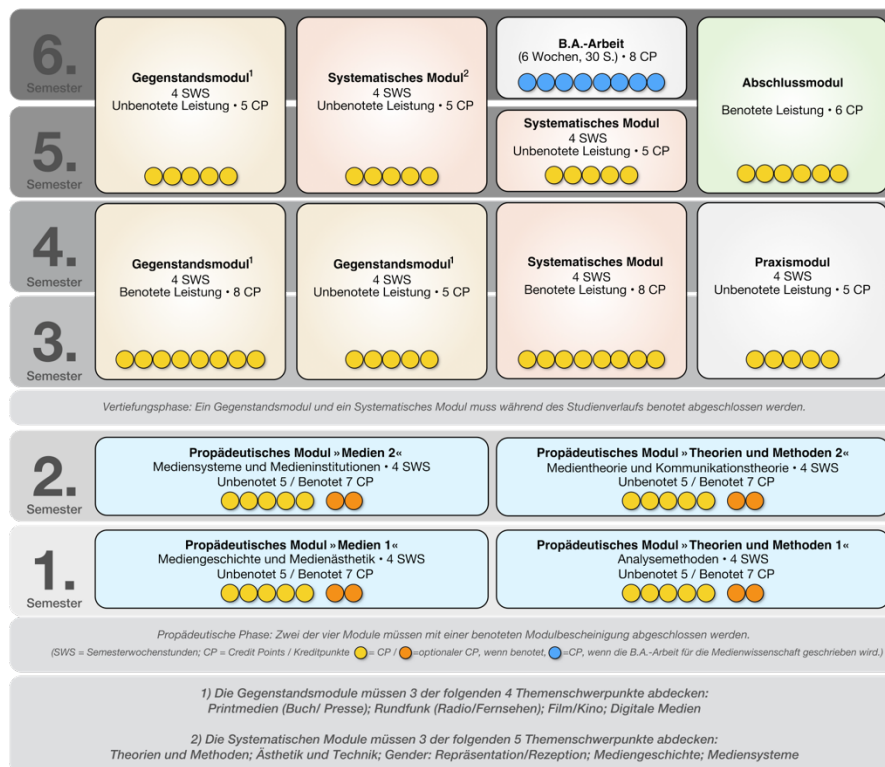 6.
Semester
Gegenstandsmodul¹
4 SWS
Unbenotete Leistung • 5 CP
Systematisches Modul²
4 SWS
Unbenotete Leistung • 5 CP
B.A.-Arbeit
(6 Wochen, 30 S.) • 8 CP
Abschlussmodul
Benotete Leistung • 6 CP
5.
Semester
Systematisches Modul
4 SWS
Unbenotete Leistung • 5 CP
4.
Semester
Gegenstandsmodul¹
4 SWS
Benotete Leistung • 8 CP
Gegenstandsmodul¹
4 SWS
Unbenotete Leistung • 5 CP
Systematisches Modul
4 SWS
Benotete Leistung • 8 CP
Praxismodul
4 SWS
Unbenotete Leistung • 5 CP
3.
Semester
Vertiefungsphase: Ein Gegenstandsmodul und ein Systematisches Modul muss während des Studienverlaufs benotet abgeschlossen werden.
2.
Semester
Propädeutisches Modul »Medien 2«
Mediensysteme und Medieninstitutionen • 4 SWS
Unbenotet 5 / Benotet 7 CP
Propädeutisches Modul »Theorien und Methoden 2«
Medientheorie und Kommunikationstheorie • 4 SWS
Unbenotet 5 / Benotet 7 CP
1.
Semester
Propädeutisches Modul »Medien 1«
Mediengeschichte und Medienästhetik • 4 SWS
Unbenotet 5 / Benotet 7 CP
Propädeutisches Modul »Theorien und Methoden 1«
Analysemethoden • 4 SWS
Unbenotet 5 / Benotet 7 CP
Propädeutische Phase: Zwei der vier Module müssen mit einer benoteten Modulbescheinigung abgeschlossen werden.
(SWS = Semesterwochenstunden; CP = Credit Points / Kreditpunkte = CP / =optionaler CP, wenn benotet, =CP, wenn die B.A.-Arbeit für die Medienwissenschaft geschrieben wird.)
1) Die Gegenstandsmodule müssen 3 der folgenden 4 Themenschwerpunkte abdecken:
Printmedien (Buch/ Presse); Rundfunk (Radio/Fernsehen); Film/Kino; Digitale Medien
2) Die Systematischen Module müssen 3 der folgenden 5 Themenschwerpunkte abdecken:
Theorien und Methoden; Ästhetik und Technik; Gender: Repräsentation/Rezeption; Mediengeschichte; Mediensysteme